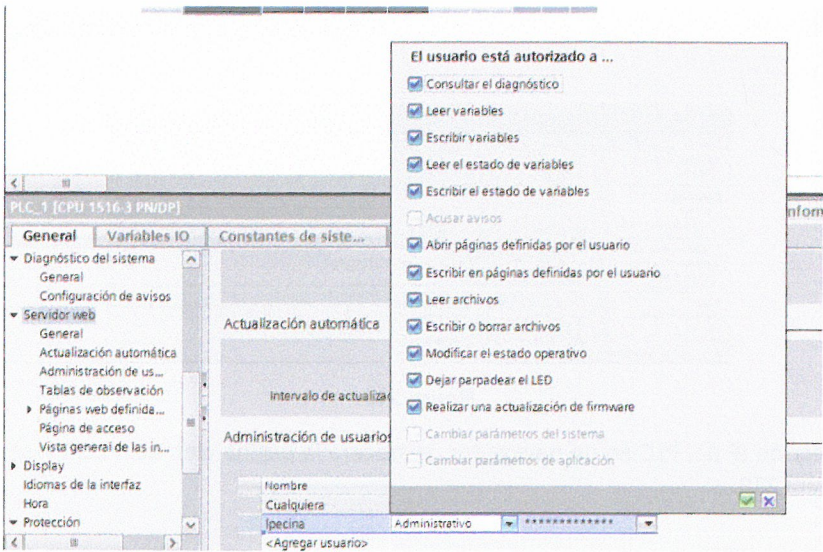 El usuario está autorizado a ...
Consultar el diagnóstico
Leer variables
Escribir variables
Leer el estado de variables
Escribir el estado de variables
Acusar avisos
Abrir páginas definidas por el usuario
Escribir en páginas definidas por el usuario
Leer archivos
Escribir o borrar archivos
Modificar el estado operativo
Dejar parpadear el LED
Realizar una actualización de firmware
Cambiar parámetros del sistema
Cambiar parámetros de aplicación
PLC_1 [CPU 1516-3 PN/DP]
General Variables IO Constantes de siste...
Diagnóstico del sistema
General
Configuración de avisos
Servidor web
General
Actualización automática
Administración de us...
Tablas de observación
Páginas web definida...
Página de acceso
Vista general de las in...
Display
Idiomas de la interfaz
Hora
Protección
Actualización automática
Intervalo de actualizac
Administración de usuarios
Nombre
Cualquiera
lpecina Administrativo *************
<Agregar usuario>